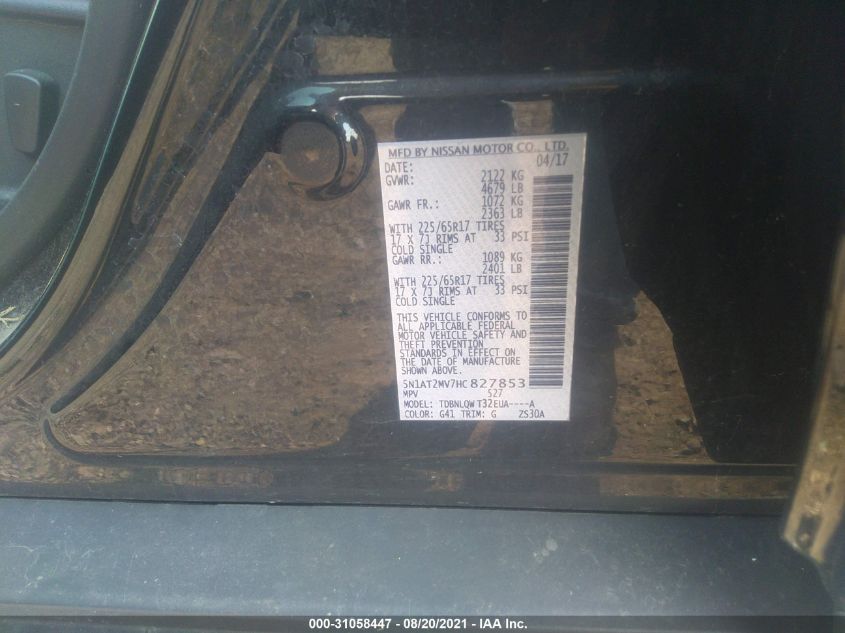 MFD BY NISSAN MOTOR CO., LTD.
DATE: 04/17
GVWR: 2122 KG
4679 LB
GAWR FR.: 1072 KG
2363 LB
WITH 225/65R17 TIRES
17 X 7J RIMS AT 33 PSI
COLD SINGLE
GAWR RR.: 1089 KG
2401 LB
WITH 225/65R17 TIRES
17 X 7J RIMS AT 33 PSI
COLD SINGLE
THIS VEHICLE CONFORMS TO
ALL APPLICABLE FEDERAL
MOTOR VEHICLE SAFETY AND
THEFT PREVENTION
STANDARDS IN EFFECT ON
THE DATE OF MANUFACTURE
SHOWN ABOVE.
5N1AT2MV7HC827853
MPV 527
MODEL: TDBNLQW T32EUA----A
COLOR: G41 TRIM: G ZS30A
000-31058447 - 08/20/2021 - IAA Inc.